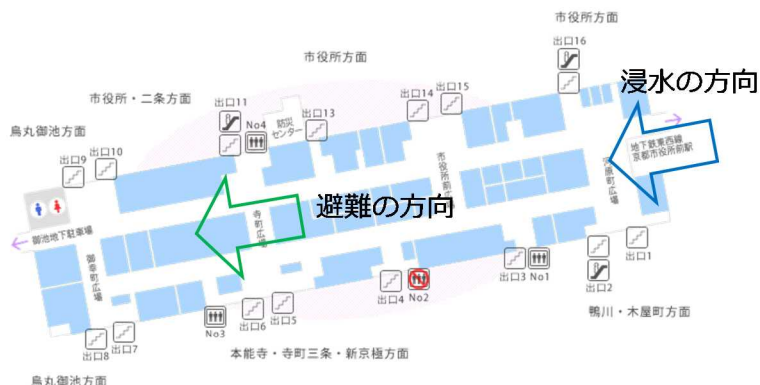 市役所方面
出口16
市役所方面
浸水の方向
市役所・二条方面
出口11
出口14
出口15
No4
防災
センター
出口13
烏丸御池方面
出口9
出口10
地下鉄東西線
京都市役所前駅
市役所前広場
河原町広場
避難の方向
寺町広場
御池地下駐車場
御幸町広場
出口1
出口3
No1
出口2
出口4
No2
鴨川・木屋町方面
No3
出口6
出口5
出口8
出口7
本能寺・寺町三条・新京極方面
烏丸御池方面